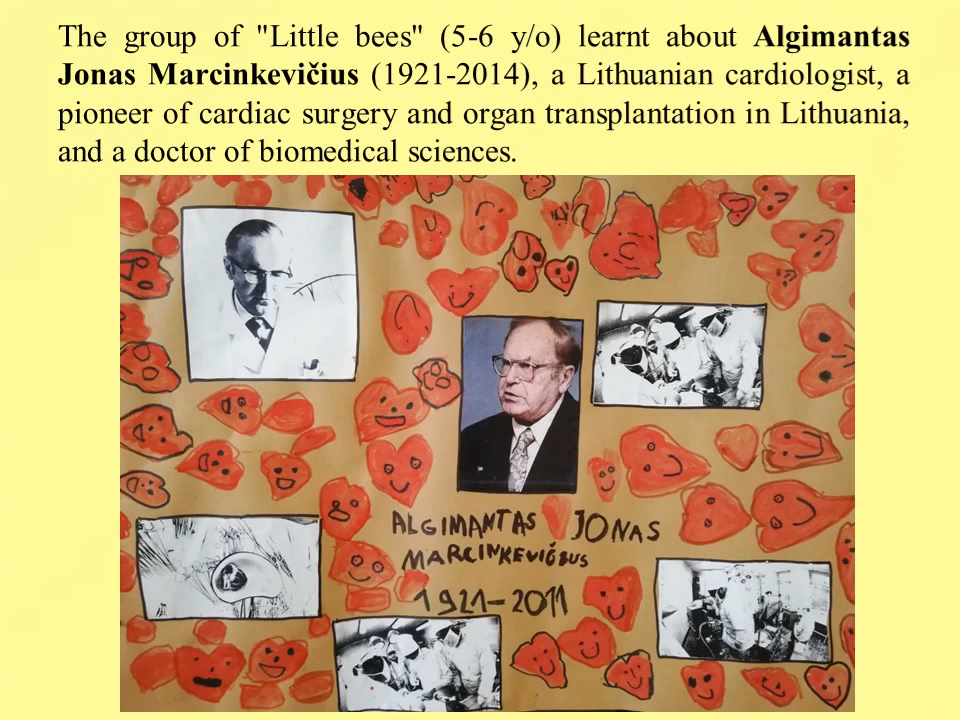 The group of "Little bees" (5-6 y/o) learnt about Algimantas
Jonas Marcinkevičius (1921-2014), a Lithuanian cardiologist, a
pioneer of cardiac surgery and organ transplantation in Lithuania,
and a doctor of biomedical sciences.
ALGIMANTAS JONAS
MARCINKEVIČIUS
1921-2011